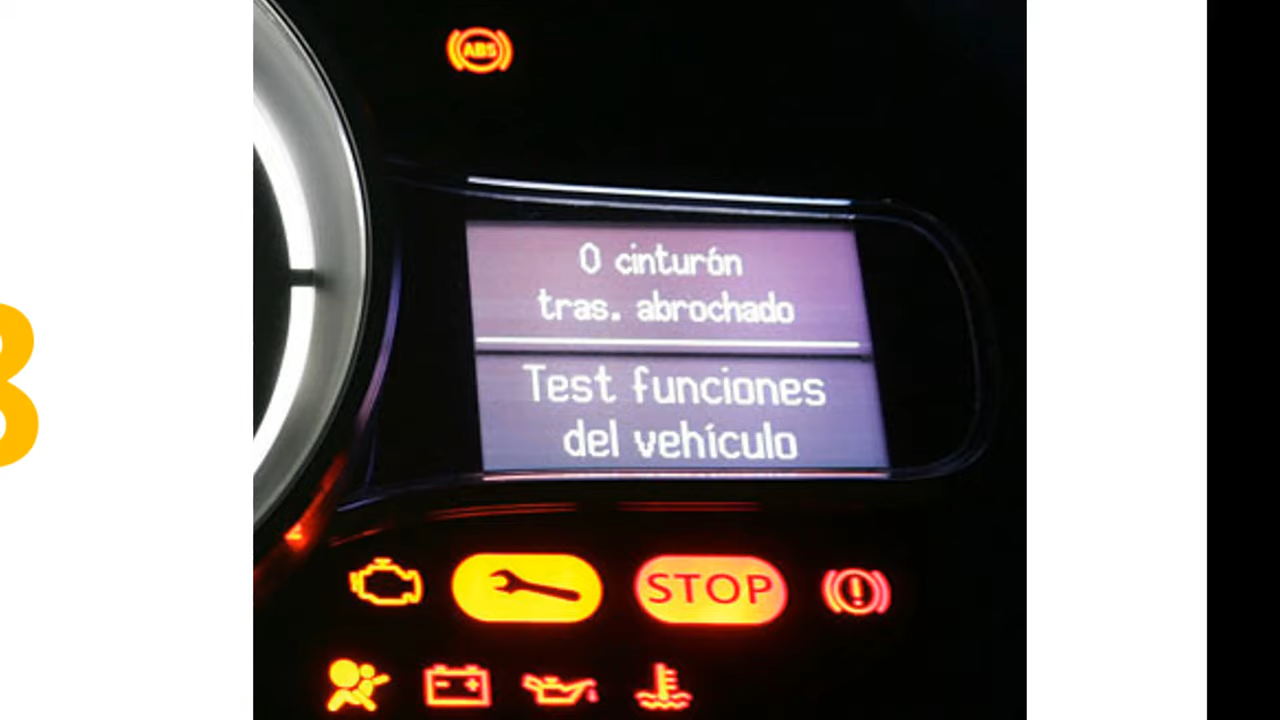 ABS
0 cinturón
tras. abrochado
Test funciones
del vehículo
STOP